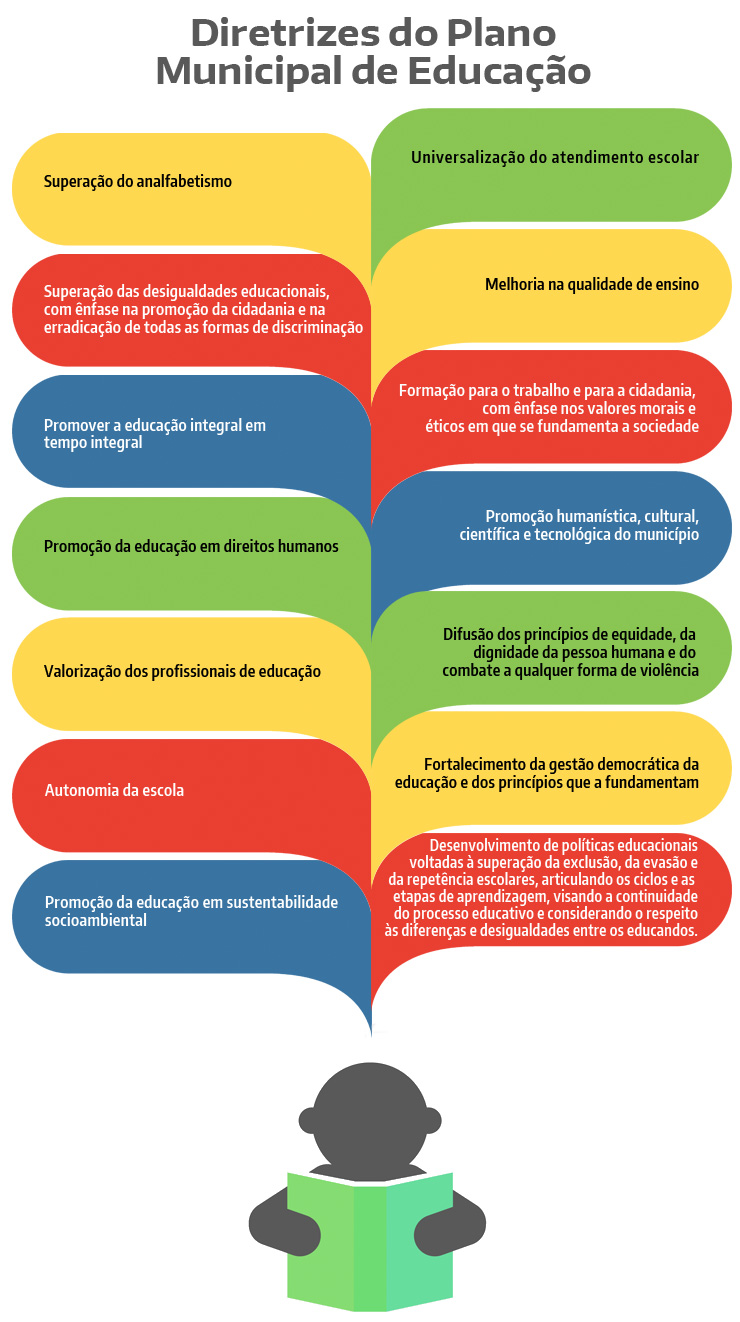 Diretrizes do Plano
Municipal de Educação
Universalização do atendimento escolar
Superação do analfabetismo
Melhoria na qualidade de ensino
Superação das desigualdades educacionais,
com ênfase na promoção da cidadania e na
erradicação de todas as formas de discriminação
Formação para o trabalho e para a cidadania,
com ênfase nos valores morais e
éticos em que se fundamenta a sociedade
Promover a educação integral em
tempo integral
Promoção humanística, cultural,
científica e tecnológica do município
Promoção da educação em direitos humanos
Difusão dos princípios de equidade, da
dignidade da pessoa humana e do
combate a qualquer forma de violência
Valorização dos profissionais de educação
Fortalecimento da gestão democrática da
educação e dos princípios que a fundamentam
Autonomia da escola
Desenvolvimento de políticas educacionais
voltadas à superação da exclusão, da evasão e
da repetência escolares, articulando os ciclos e as
etapas de aprendizagem, visando a continuidade
do processo educativo e considerando o respeito
às diferenças e desigualdades entre os educandos.
Promoção da educação em sustentabilidade
socioambiental